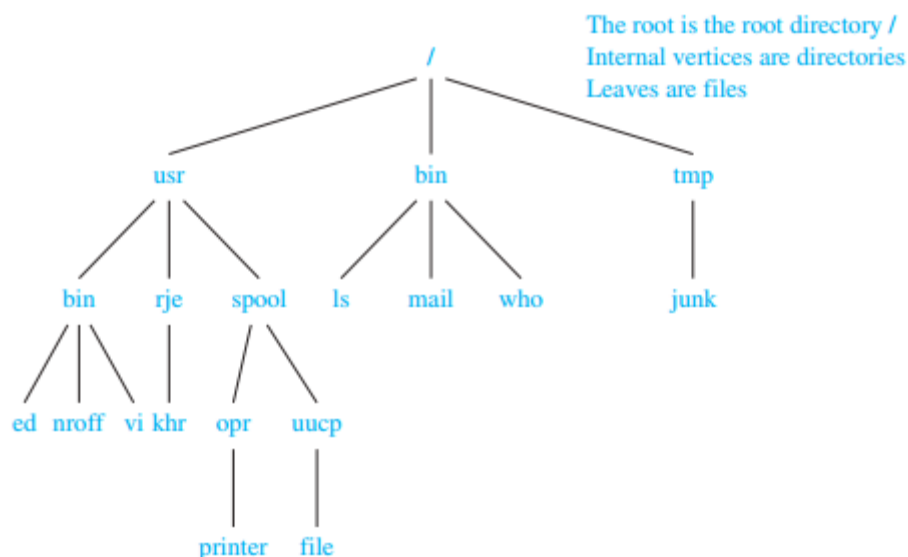 The root is the root directory /
Internal vertices are directories
Leaves are files
/
usr bin tmp
bin rje spool ls mail who junk
ed nroff vi khr opr uucp
printer file